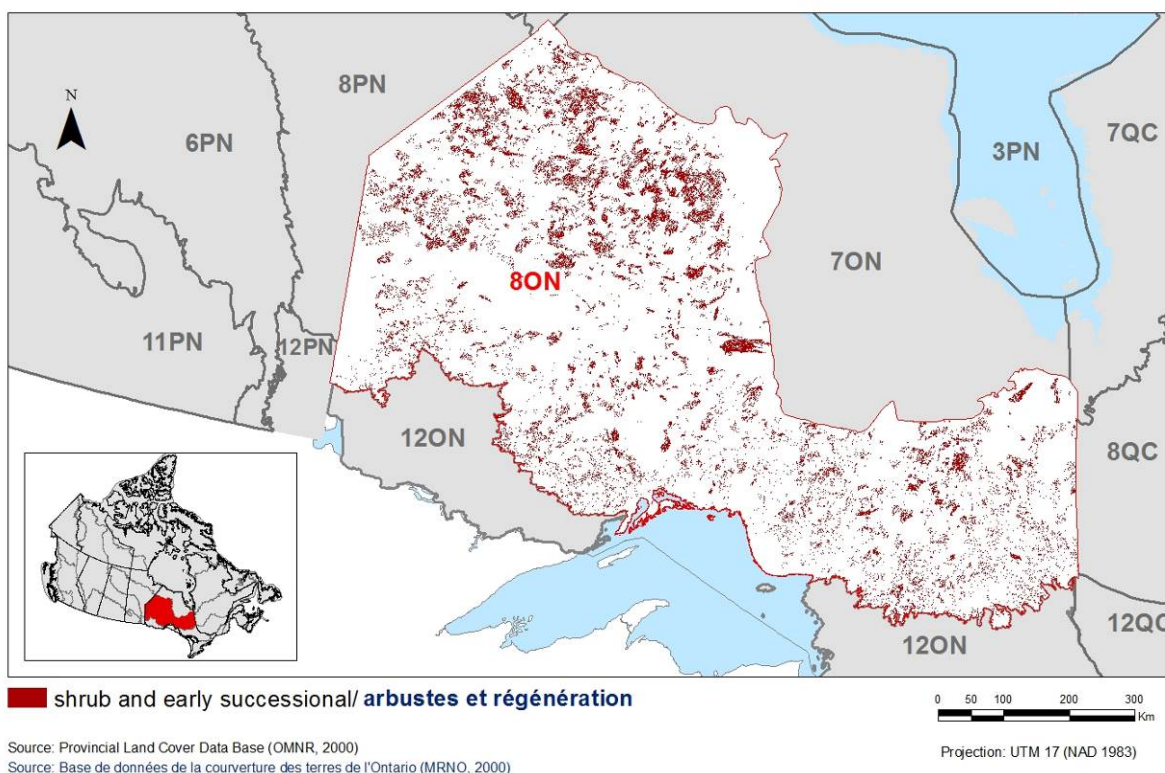 N
8PN
6PN
3PN
7QC
8ON
7ON
11PN
12PN
12ON
8QC
12ON
12QC
shrub and early successional/ arbustes et régénération
0 50 100 200 300
Km
Source: Provincial Land Cover Data Base (OMNR, 2000)
Source: Base de données de la courverture des terres de l'Ontario (MRNO, 2000)
Projection: UTM 17 (NAD 1983)